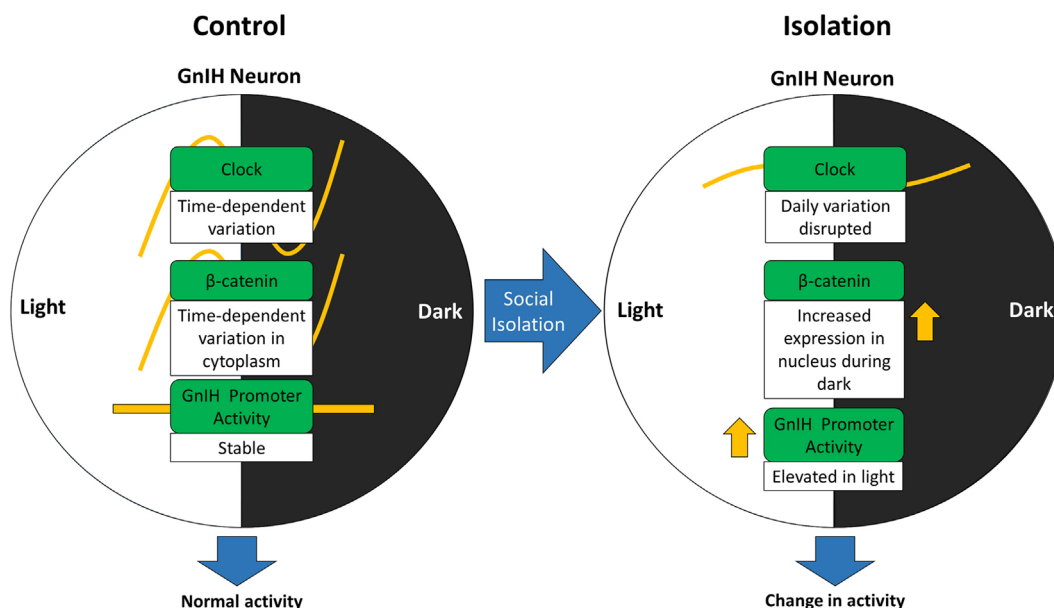 Control
GnIH Neuron
Clock
Time-dependent
variation
β-catenin
Time-dependent
variation in
cytoplasm
GnIH Promoter
Activity
Stable
Light
Dark
Normal activity
Social
Isolation
Isolation
GnIH Neuron
Clock
Daily variation
disrupted
β-catenin
Increased
expression in
nucleus during
dark
GnIH Promoter
Activity
Elevated in light
Light
Dark
Change in activity